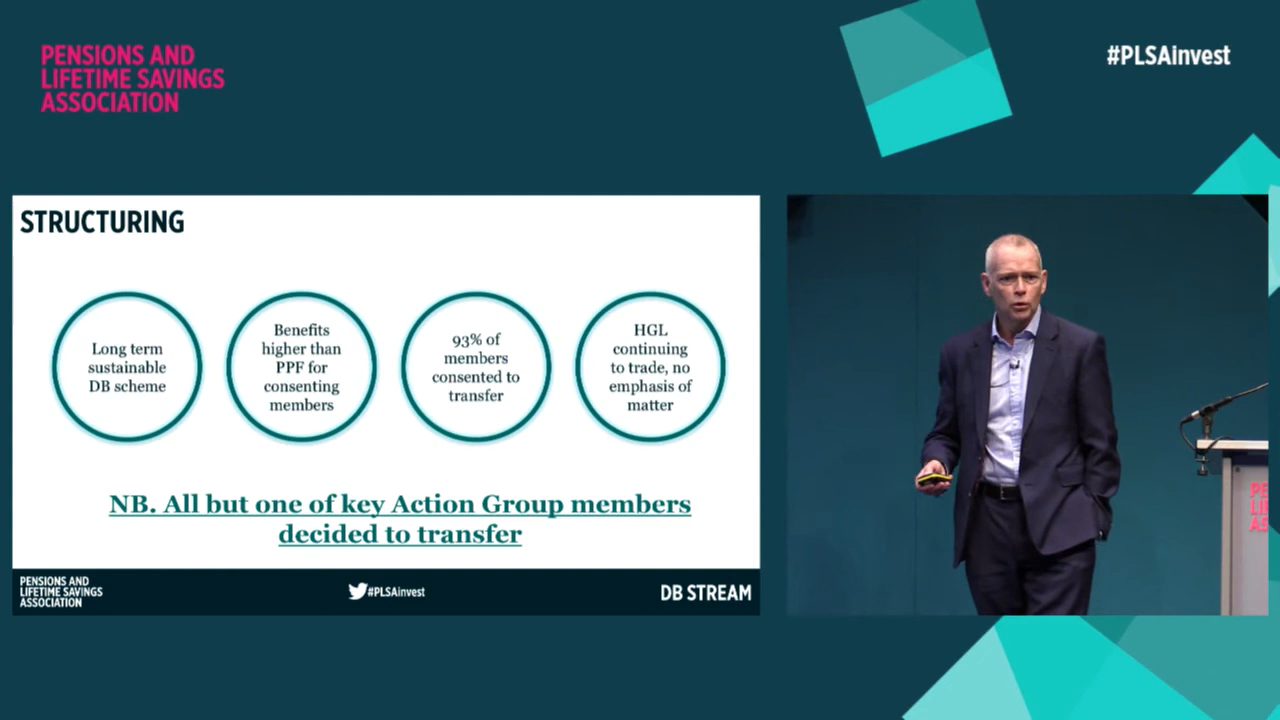 PENSIONS AND
LIFETIME SAVINGS
ASSOCIATION
#PLSAinvest
STRUCTURING
Long term
sustainable
DB scheme
Benefits
higher than
PPF for
consenting
members
93% of
members
consented to
transfer
HGL
continuing
to trade, no
emphasis of
matter
NB. All but one of key Action Group members
decided to transfer
PENSIONS AND
LIFETIME SAVINGS
ASSOCIATION
#PLSAinvest
DB STREAM